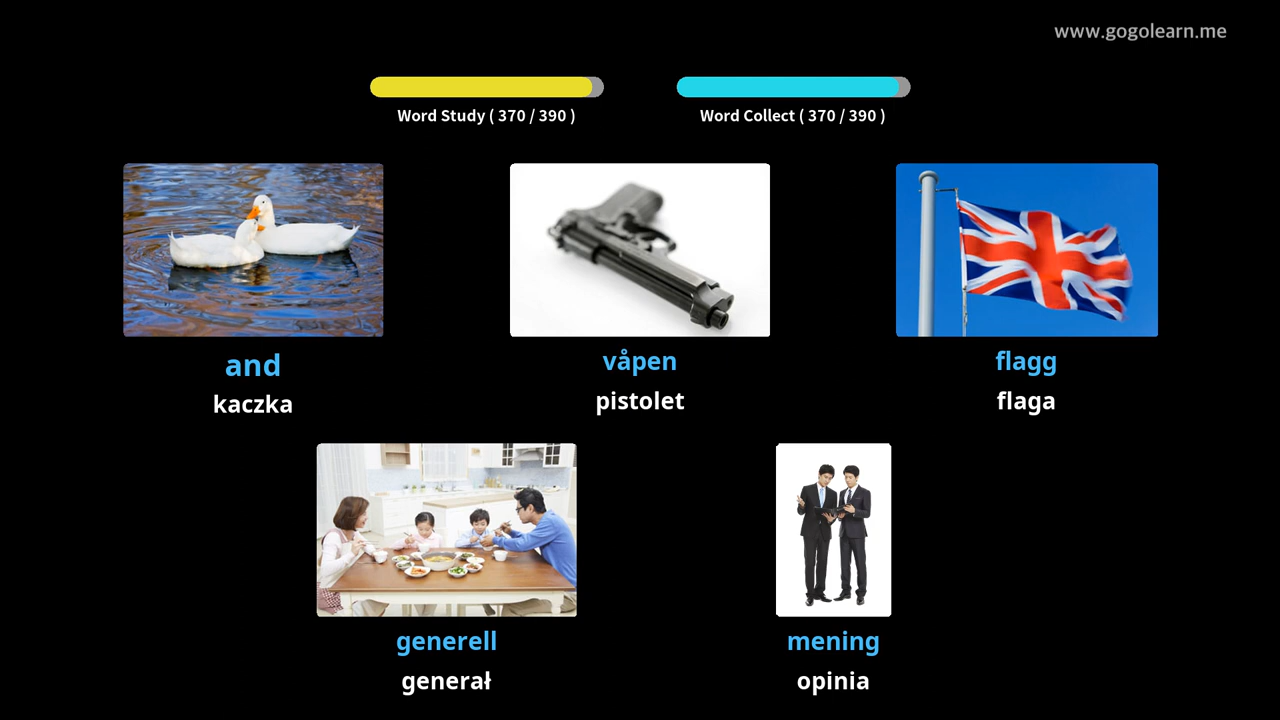 www.gogolearn.me
Word Study ( 370 / 390 )
Word Collect ( 370 / 390 )
and
kaczka
våpen
pistolet
flagg
flaga
generell
generał
mening
opinia